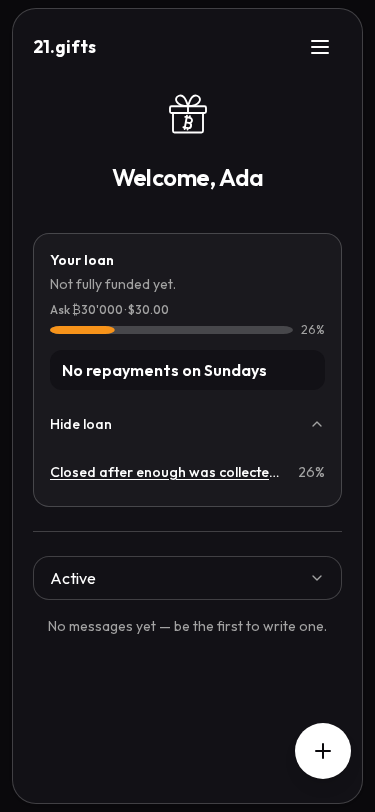 21.gifts
Welcome, Ada
Your loan
Not fully funded yet.
Ask ₿30'000 · $30.00
26%
No repayments on Sundays
Hide loan
Closed after enough was collecte... 26%
Active
No messages yet — be the first to write one.